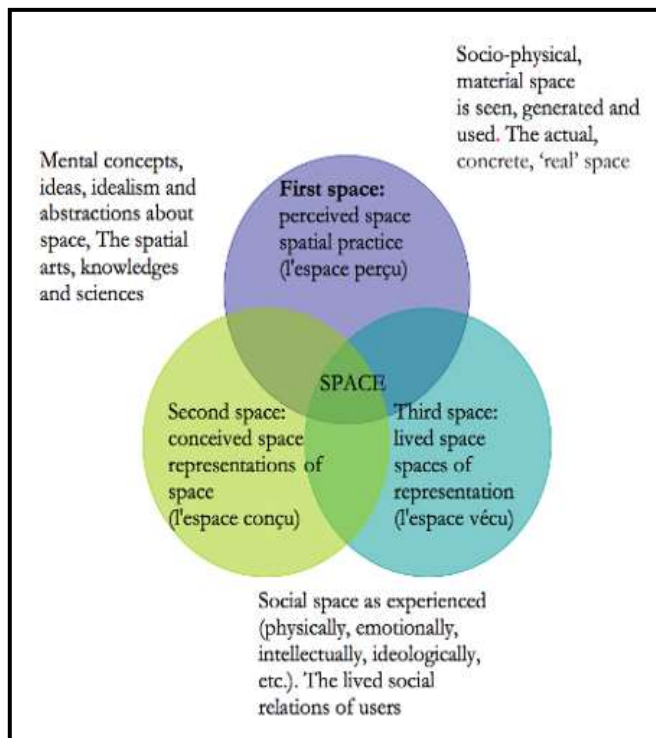 Socio-physical,
material space
is seen, generated and
used. The actual,
concrete, ‘real’ space
Mental concepts,
ideas, idealism and
abstractions about
space, The spatial
arts, knowledges
and sciences
First space:
perceived space
spatial practice
(l'espace perçu)
SPACE
Second space:
conceived space
representations of
space
(l'espace conçu)
Third space:
lived space
spaces of
representation
(l'espace vécu)
Social space as experienced
(physically, emotionally,
intellectually, ideologically,
etc.). The lived social
relations of users